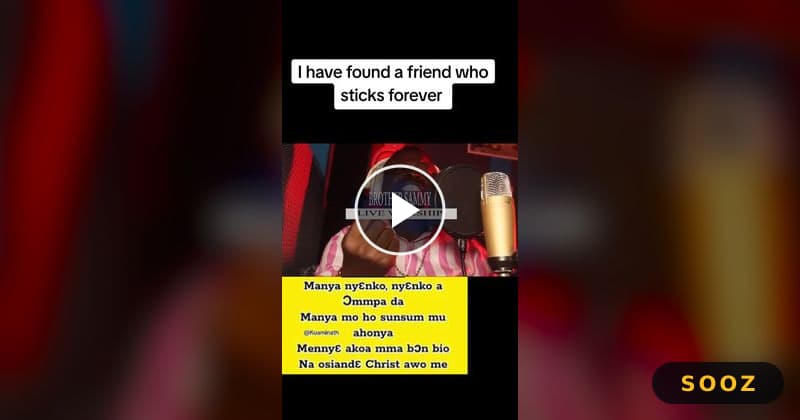 I have found a friend who
sticks forever
BROTHER SAMMY
LIVE WORSHIP
Manya nyƐnko, nyƐnko a
Ɔmmpa da
Manya mo ho sunsum mu
@Kuaminath ahonya
MennyƐ akoa mma bƆn bio
Na osiandƐ Christ awo me
SOOZ